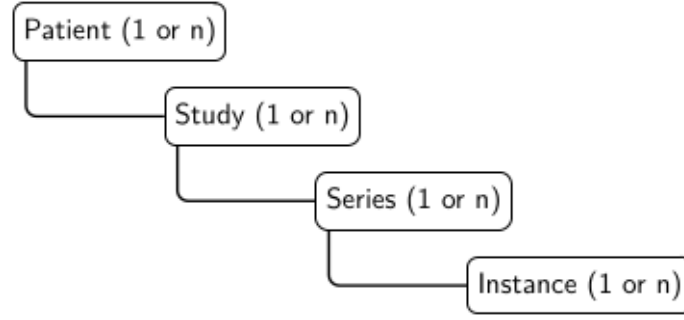 Patient (1 or n)
Study (1 or n)
Series (1 or n)
Instance (1 or n)